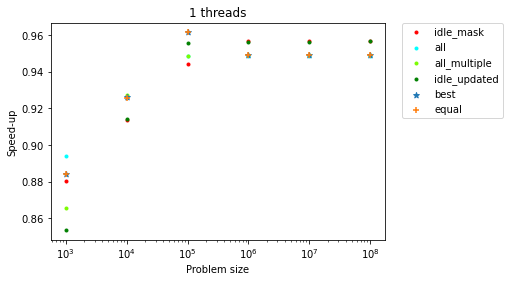 1 threads
Speed-up
0.96
0.94
0.92
0.90
0.88
0.86
10³
10⁴
10⁵
10⁶
10⁷
10⁸
Problem size
idle_mask
all
all_multiple
idle_updated
best
equal